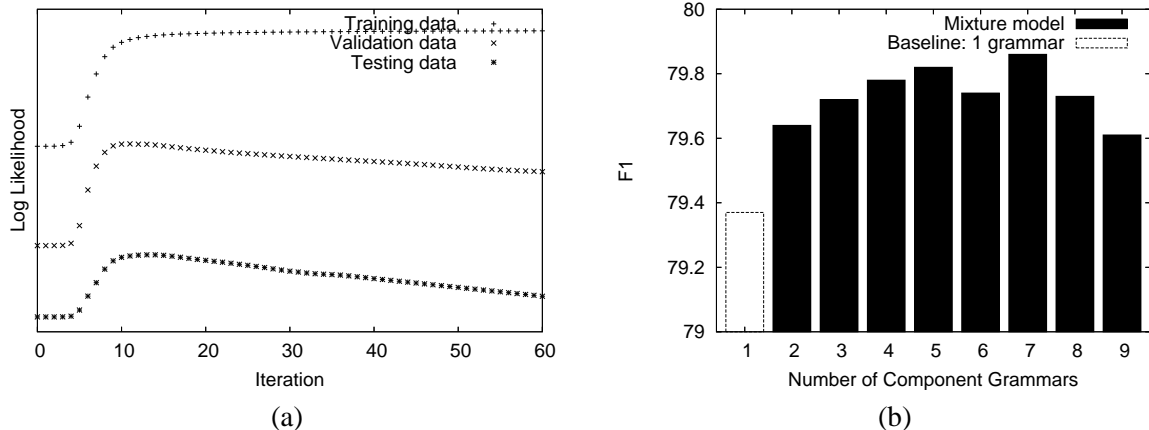 Log Likelihood
Training data
Validation data
Testing data
0 10 20 30 40 50 60
Iteration
(a)
F1
80
79.8
79.6
79.4
79.2
79
Mixture model
Baseline: 1 grammar
1 2 3 4 5 6 7 8 9
Number of Component Grammars
(b)